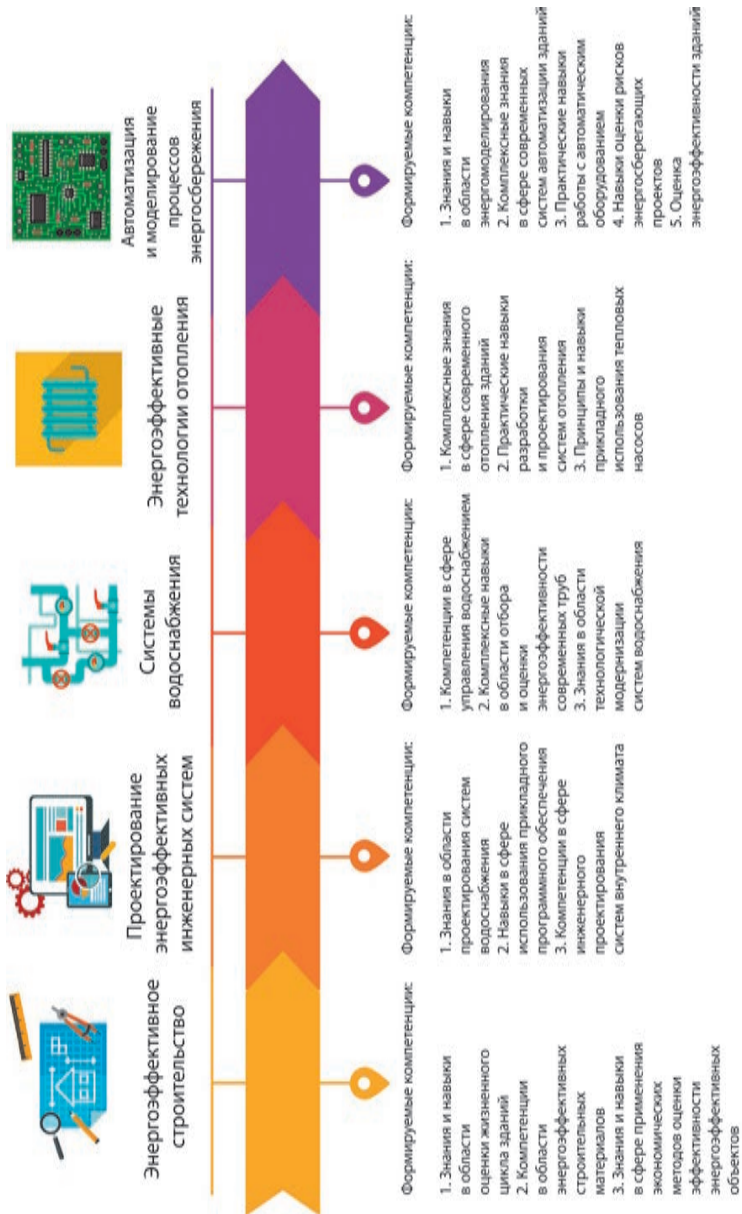 Энергоэффективное
строительство
Формируемые компетенции:
1. Знания и навыки
в области
оценки жизненного
цикла зданий
2. Компетенции
в области
энергоэффективных
строительных
материалов
3. Знания и навыки
в сфере применения
экономических
методов оценки
эффективности
энергоэффективных
объектов
Проектирование
энергоэффективных
инженерных систем
Формируемые компетенции:
1. Знания в области
проектирования систем
водоснабжения
2. Навыки в сфере
использования прикладного
программного обеспечения
3. Компетенции в сфере
инженерного
проектирования
систем внутреннего климата
Системы
водоснабжения
Формируемые компетенции:
1. Компетенции в сфере
управления водоснабжением
2. Комплексные навыки
в области отбора
и оценки
энергоэффективности
современных труб
3. Знания в области
технологической
модернизации
систем водоснабжения
Энергоэффективные
технологии отопления
Формируемые компетенции:
1. Комплексные знания
в сфере современного
отопления зданий
2. Практические навыки
разработки
и проектирования
систем отопления
3. Принципы и навыки
прикладного
использования тепловых
насосов
Автоматизация
и моделирование
процессов
энергосбережения
Формируемые компетенции:
1. Знания и навыки
в области
энергомоделирования
2. Комплексные знания
в сфере современных
систем автоматизации зданий
3. Практические навыки
работы с автоматическим
оборудованием
4. Навыки оценки рисков
энергосберегающих
проектов
5. Оценка
энергоэффективности зданий